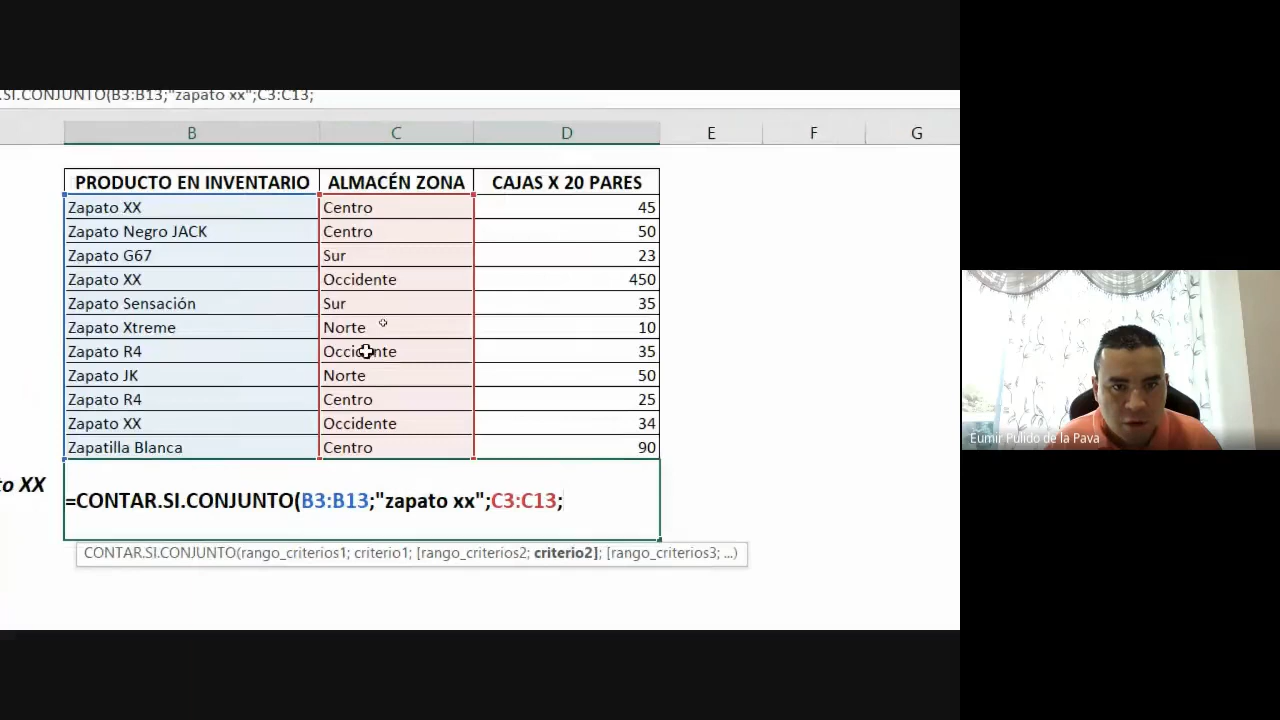 .SI.CONJUNTO(B3:B13;"zapato xx";C3:C13;
B C D E F G
PRODUCTO EN INVENTARIO ALMACÉN ZONA CAJAS X 20 PARES
Zapato XX Centro 45
Zapato Negro JACK Centro 50
Zapato G67 Sur 23
Zapato XX Occidente 450
Zapato Sensación Sur 35
Zapato Xtreme Norte 10
Zapato R4 Occidente 35
Zapato JK Norte 50
Zapato R4 Centro 25
Zapato XX Occidente 34
Zapatilla Blanca Centro 90
to XX =CONTAR.SI.CONJUNTO(B3:B13;"zapato xx";C3:C13;
CONTAR.SI.CONJUNTO(rango_criterios1; criterio1; [rango_criterios2; criterio2]; [rango_criterios3; ...)
Eumir Pulido de la Pava